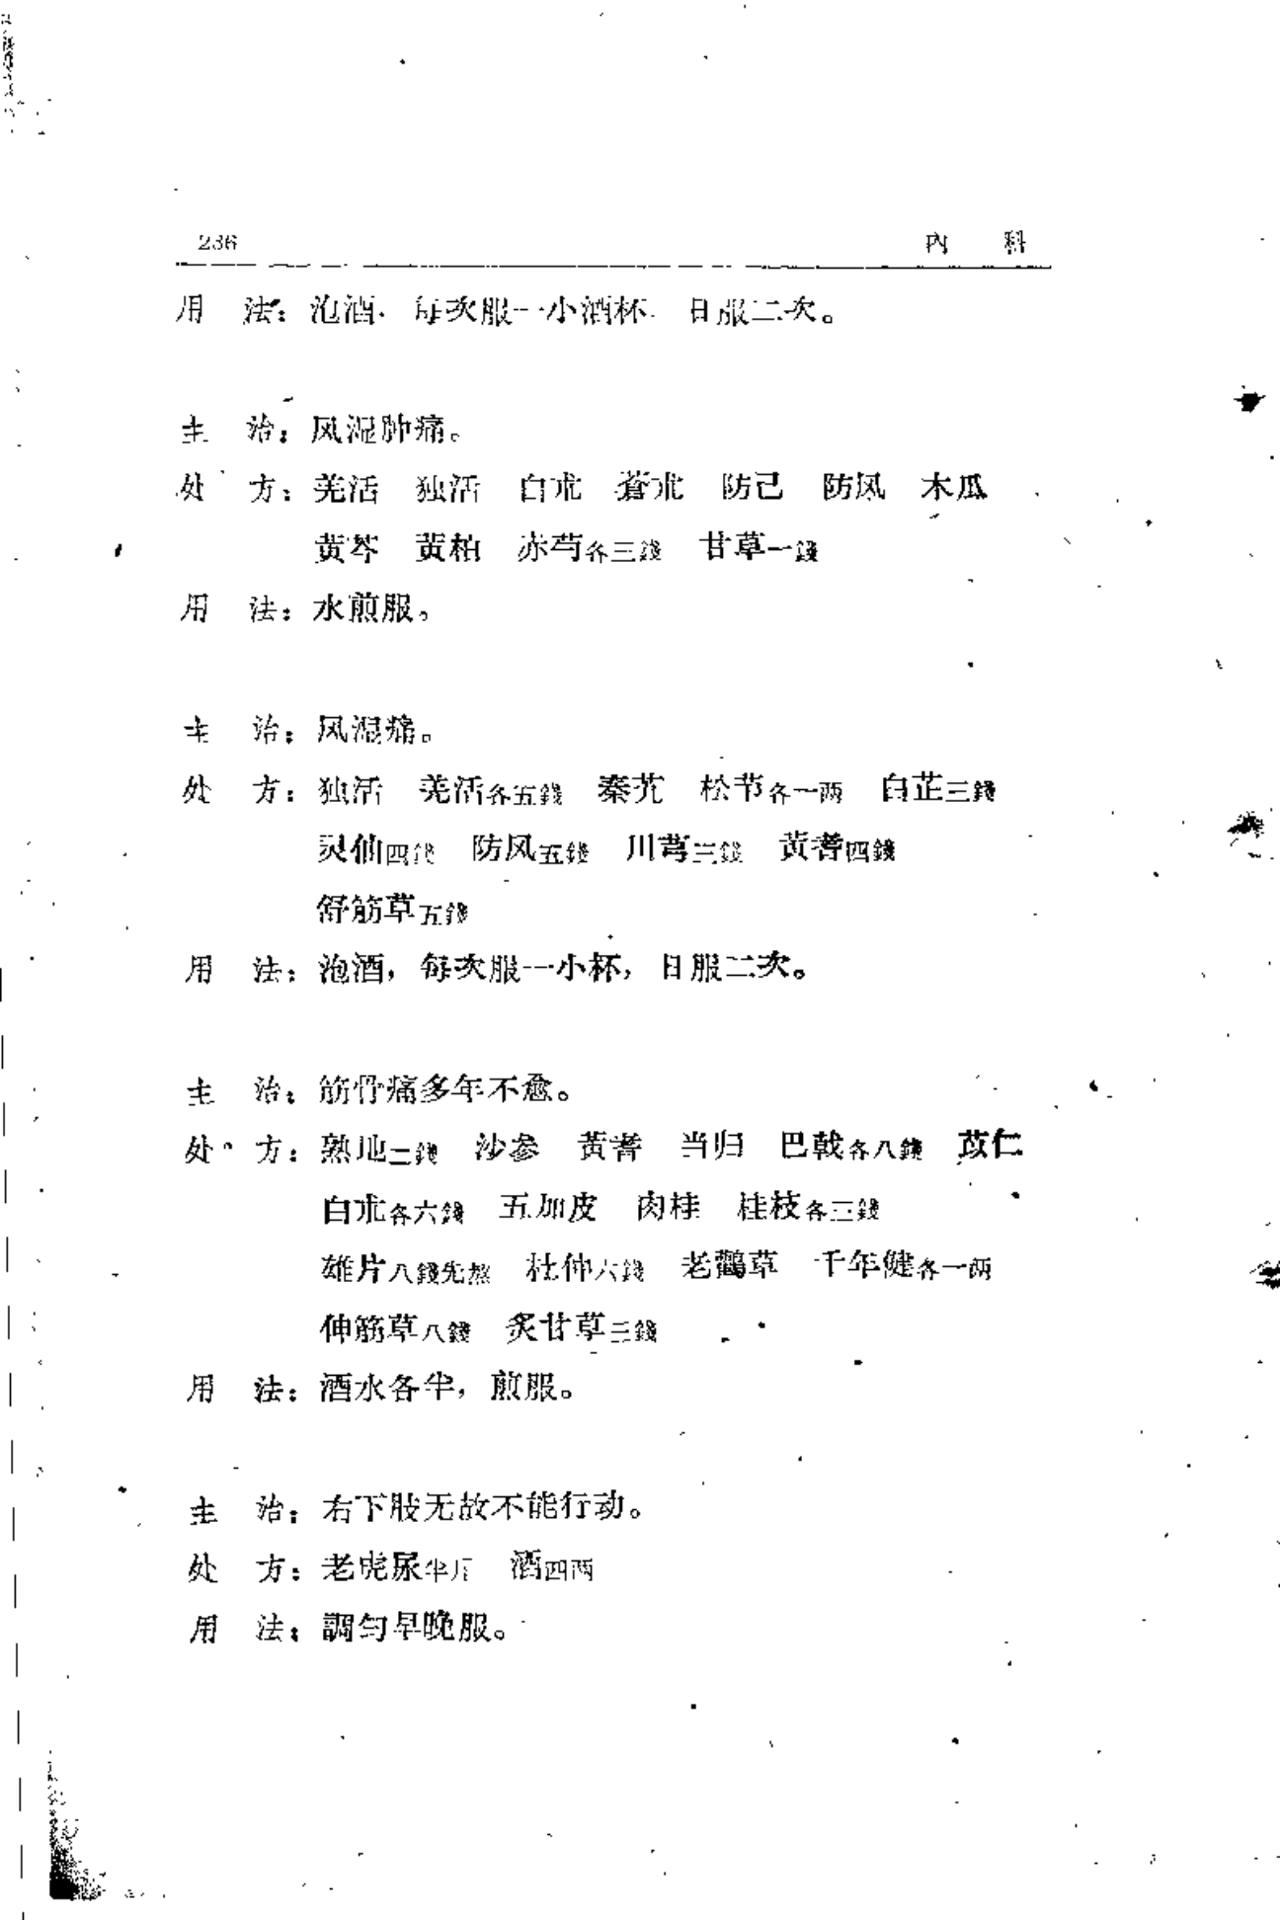 236 內 科
用 法：泡酒，每次服一小酒杯，日服二次。
主 治：风湿肿痛。
处 方：羌活 独活 白朮 蒼朮 防己 防风 木瓜
黄芩 黄柏 赤芍各三錢 甘草一錢
用 法：水煎服。
主 治：风湿痛。
处 方：独活 羌活各五錢 秦艽 松节各一两 白芷三錢
灵仙四錢 防风五錢 川芎三錢 黄蓍四錢
舒筋草五錢
用 法：泡酒，每次服一小杯，日服二次。
主 治：筋骨痛多年不愈。
处 方：熟地三錢 沙参 黄蓍 当归 巴戟各八錢 苡仁
白朮各六錢 五加皮 肉桂 桂枝各三錢
雄片八錢先熬 杜仲六錢 老鸛草 千年健各一两
伸筋草八錢 炙甘草三錢
用 法：酒水各半，煎服。
主 治：右下肢无故不能行动。
处 方：老虎尿半斤 酒四两
用 法：調匀早晚服。